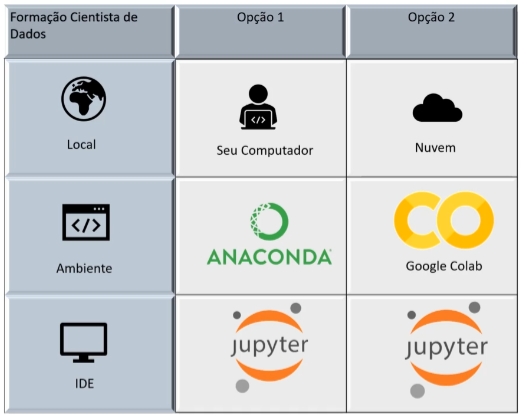 Formação Cientista de
Dados
Opção 1
Opção 2
Local
Seu Computador
Nuvem
Ambiente
ANACONDA
Google Colab
IDE
jupyter
jupyter